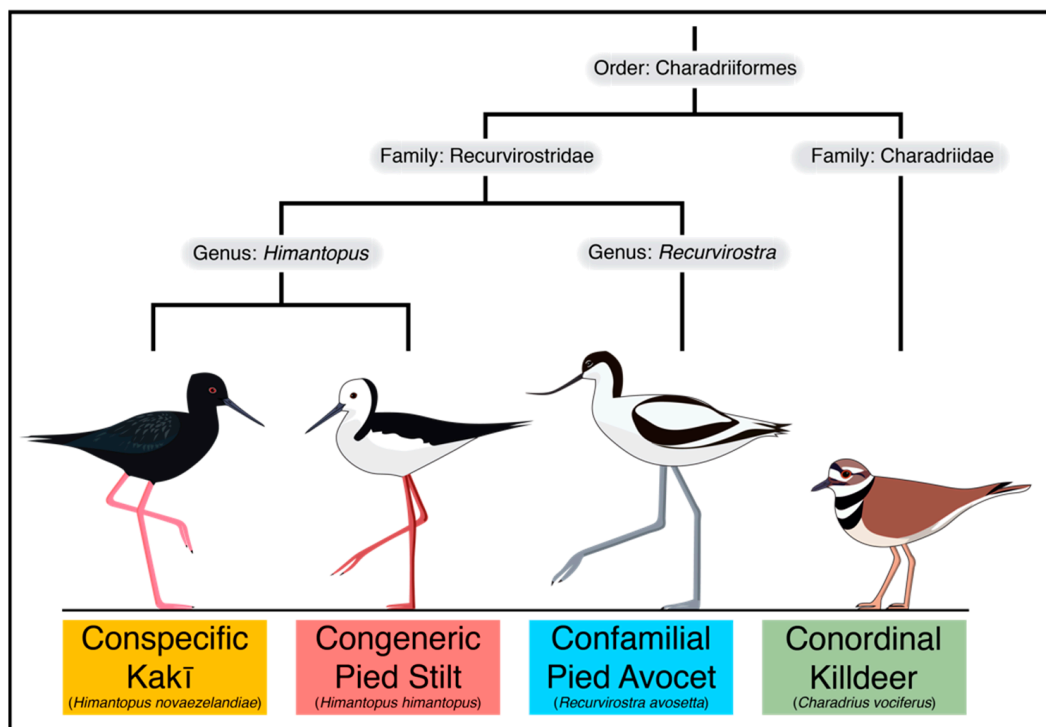 Order: Charadriiformes
Family: Recurvirostridae
Family: Charadriidae
Genus: Himantopus
Genus: Recurvirostra
Conspecific
Kakī
(Himantopus novaezelandiae)
Congeneric
Pied Stilt
(Himantopus himantopus)
Confamilial
Pied Avocet
(Recurvirostra avosetta)
Conordinal
Killdeer
(Charadrius vociferus)